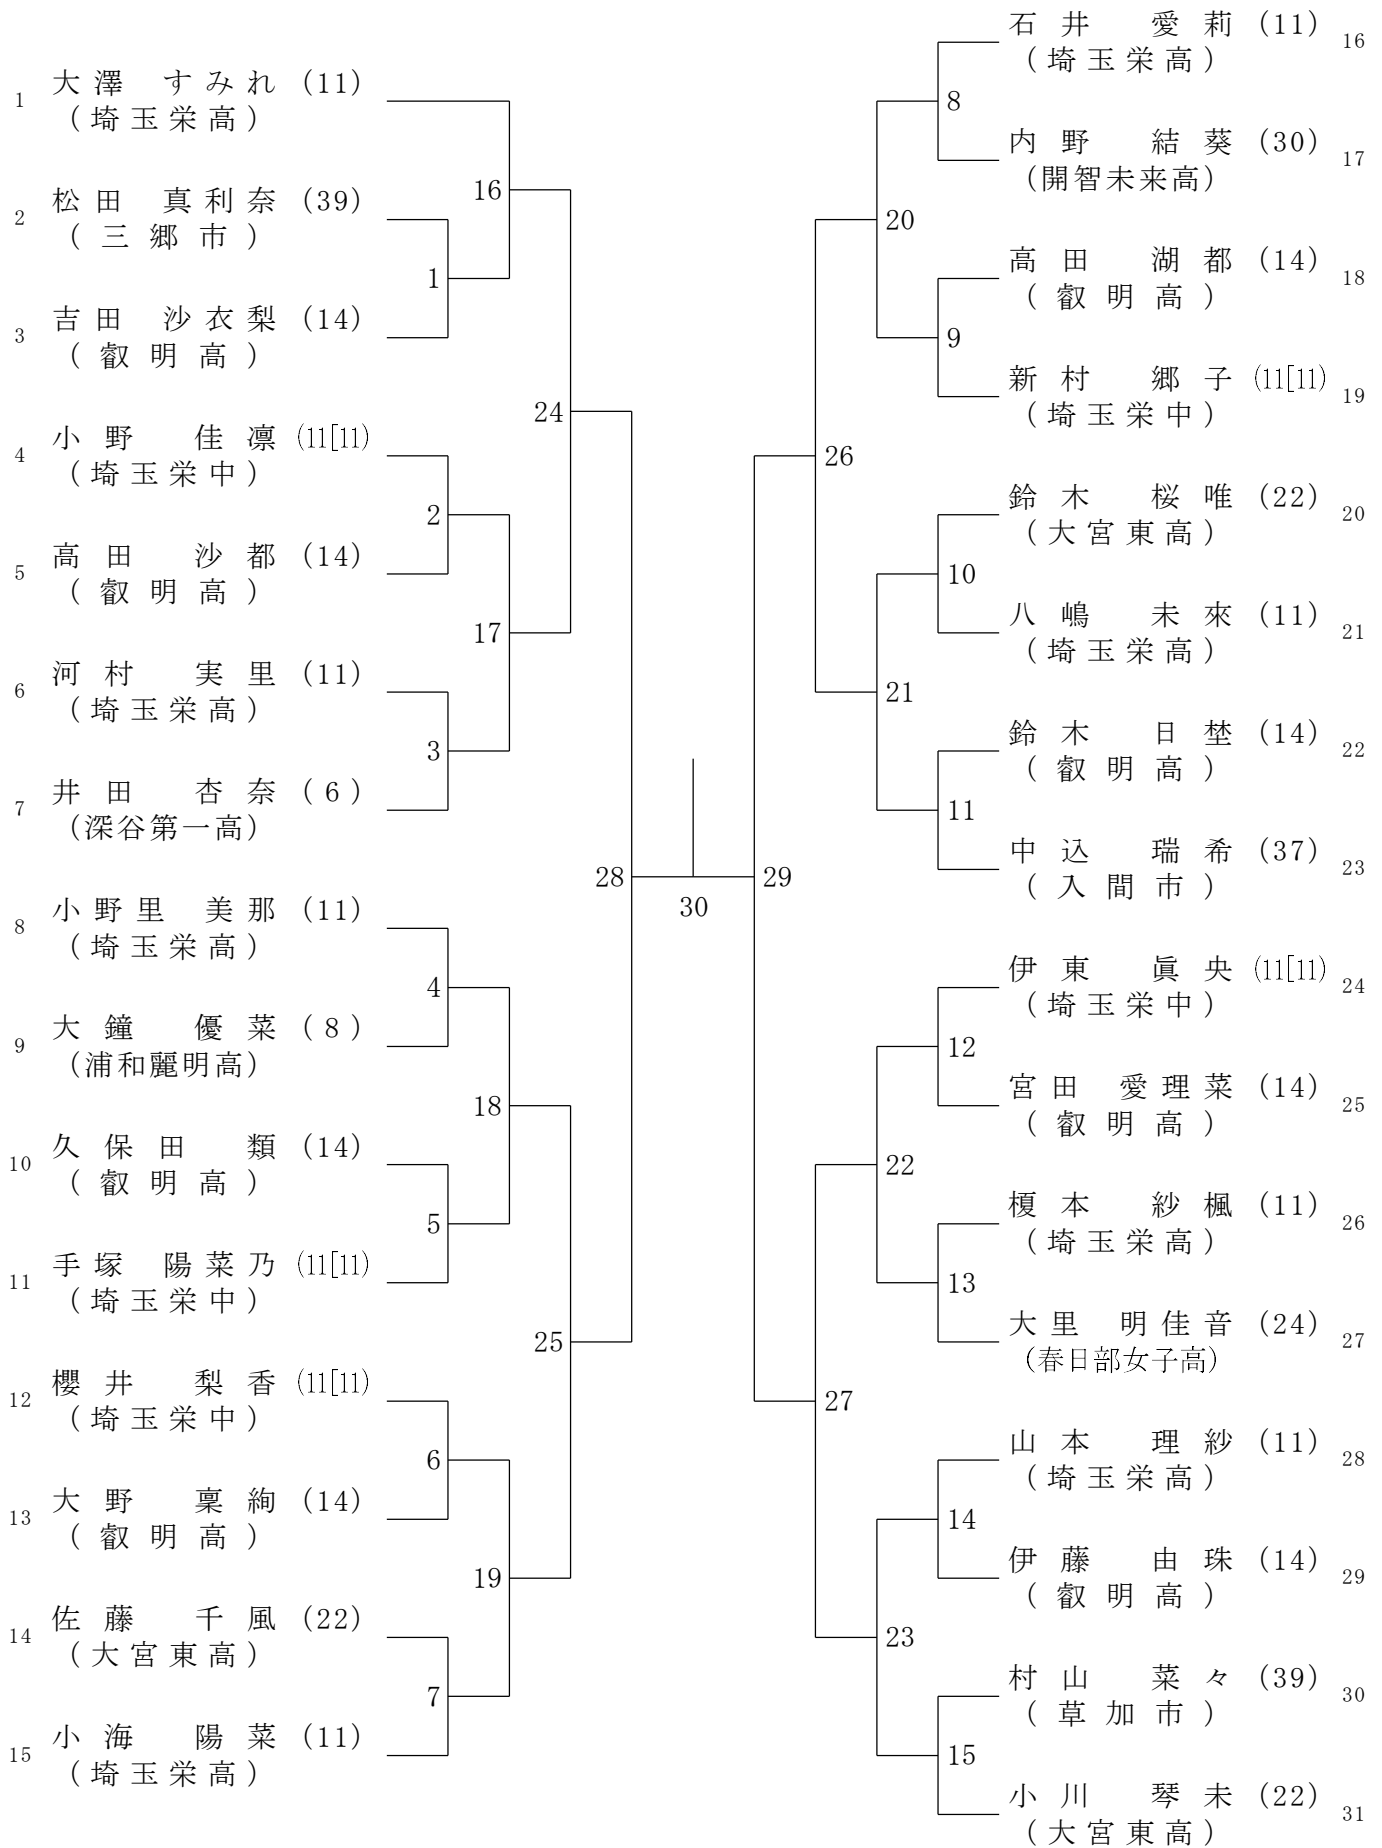 1 大澤 すみれ (11)
(埼玉栄高)
2 松田 真利奈 (39)
(三郷市)
3 吉田 沙衣梨 (14)
(叡明高)
4 小野 佳凛 (11[11)
(埼玉栄中)
5 高田 沙都 (14)
(叡明高)
6 河村 実里 (11)
(埼玉栄高)
7 井田 杏奈 (6)
(深谷第一高)
8 小野里 美那 (11)
(埼玉栄高)
9 大鐘 優菜 (8)
(浦和麗明高)
10 久保田 類 (14)
(叡明高)
11 手塚 陽菜乃 (11[11)
(埼玉栄中)
12 櫻井 梨香 (11[11)
(埼玉栄中)
13 大野 稟絢 (14)
(叡明高)
14 佐藤 千風 (22)
(大宮東高)
15 小海 陽菜 (11)
(埼玉栄高)
1
2
3
4
5
6
7
16
17
18
19
24
25
28
30
29
26
27
20
21
22
23
8
9
10
11
12
13
14
15
石井 愛莉 (11) 16
(埼玉栄高)
内野 結葵 (30) 17
(開智未来高)
高田 湖都 (14) 18
(叡明高)
新村 郷子 (11[11) 19
(埼玉栄中)
鈴木 桜唯 (22) 20
(大宮東高)
八嶋 未來 (11) 21
(埼玉栄高)
鈴木 日埜 (14) 22
(叡明高)
中込 瑞希 (37) 23
(入間市)
伊東 眞央 (11[11) 24
(埼玉栄中)
宮田 愛理菜 (14) 25
(叡明高)
榎本 紗楓 (11) 26
(埼玉栄高)
大里 明佳音 (24) 27
(春日部女子高)
山本 理紗 (11) 28
(埼玉栄高)
伊藤 由珠 (14) 29
(叡明高)
村山 菜々 (39) 30
(草加市)
小川 琴未 (22) 31
(大宮東高)